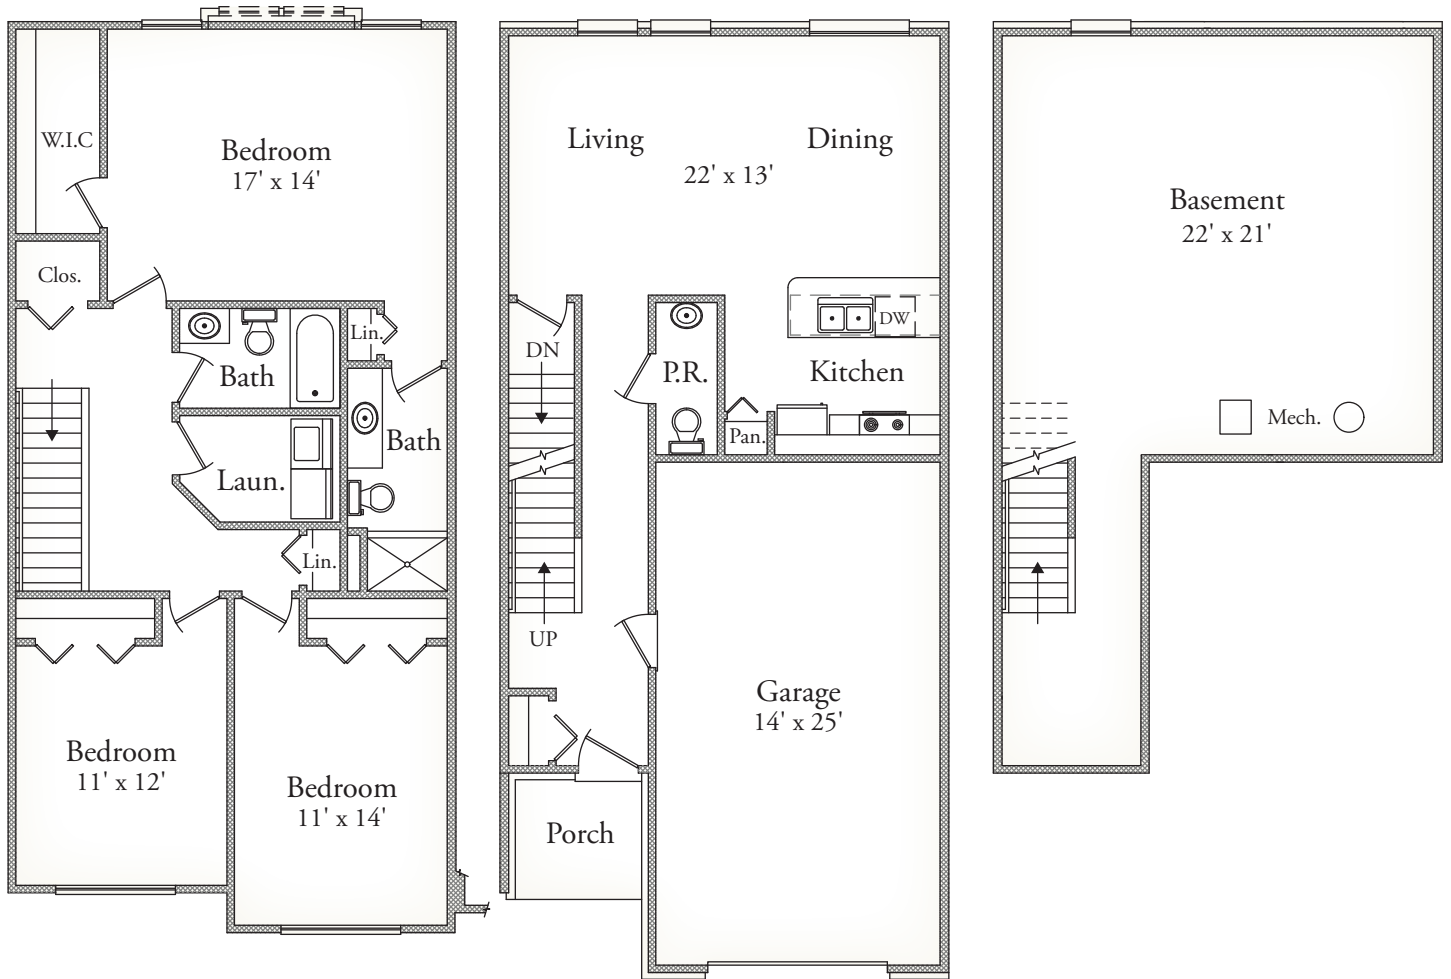 W.I.C
Bedroom
17' x 14'
Clos.
Lin.
Bath
Bath
Laun.
Lin.
Bedroom
11' x 12'
Bedroom
11' x 14'
Living
Dining
22' x 13'
DN
P.R.
DW
Kitchen
Pan.
UP
Garage
14' x 25'
Porch
Basement
22' x 21'
Mech.